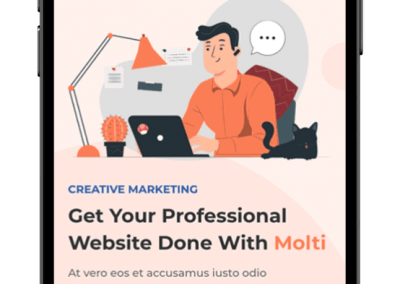 CREATIVE MARKETING
Get Your Professional
Website Done With Molti
At vero eos et accusamus iusto odio